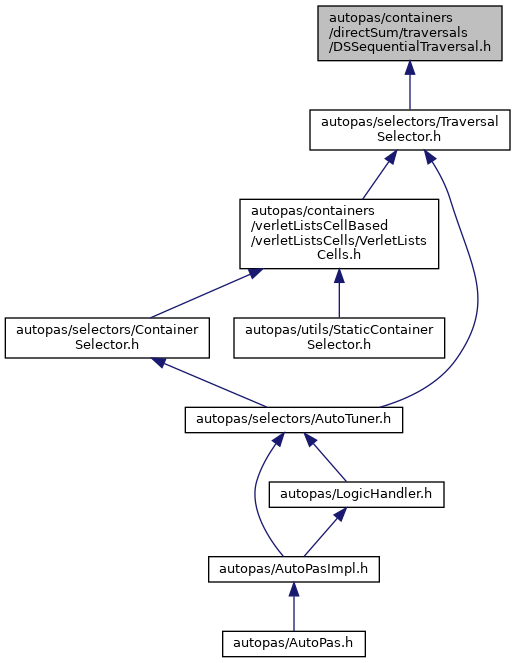 autopas/containers
/directSum/traversals
/DSSequentialTraversal.h
autopas/selectors/Traversal
Selector.h
autopas/containers
/verletListsCellBased
/verletListsCells/VerletLists
Cells.h
autopas/selectors/Container
Selector.h
autopas/utils/StaticContainer
Selector.h
autopas/selectors/AutoTuner.h
autopas/LogicHandler.h
autopas/AutoPasImpl.h
autopas/AutoPas.h